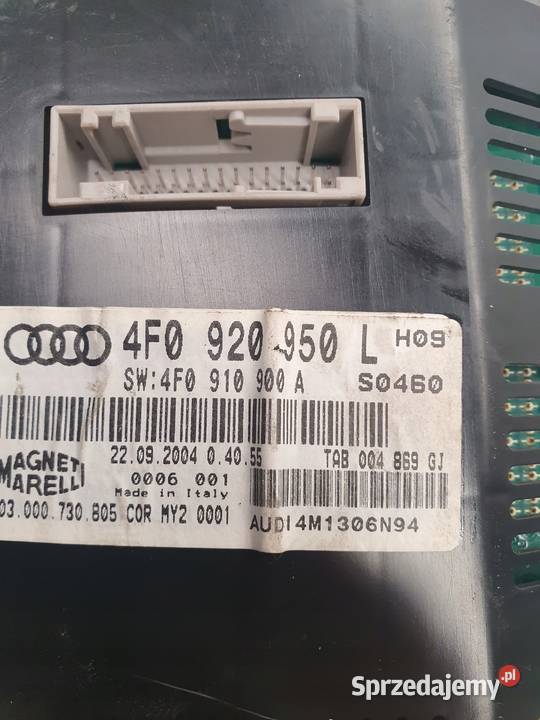 4F0 920 950 L H09
SW:4F0 910 900 A S0460
22.09.2004 0.40.55 TAB 004 869 GJ
MAGNETI MARELLI
0006 001
Made in Italy
03.000.730.805 COR MY2 0001
AUDI4M1306N94
Sprzedajemy.pl